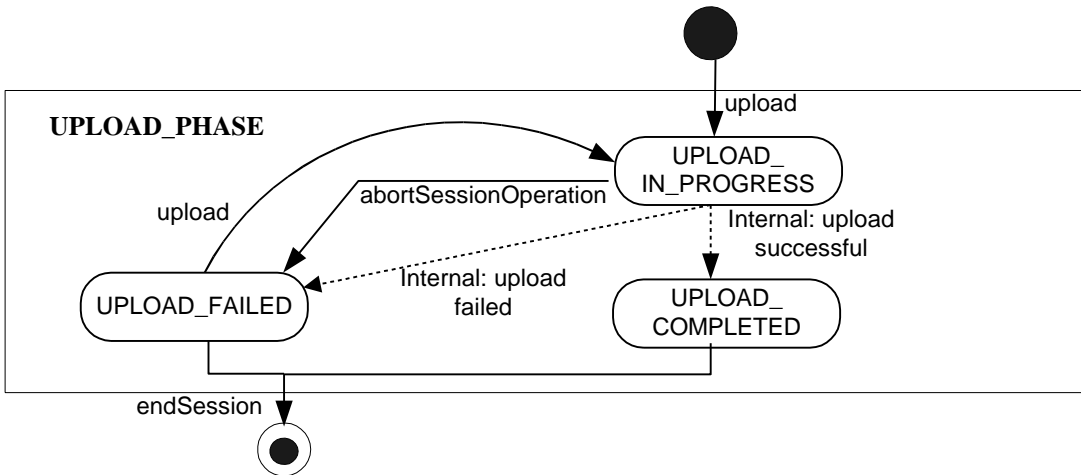 upload
UPLOAD_PHASE
UPLOAD_
IN_PROGRESS
abortSessionOperation
upload
Internal: upload
successful
Internal: upload
failed
UPLOAD_FAILED
UPLOAD_
COMPLETED
endSession